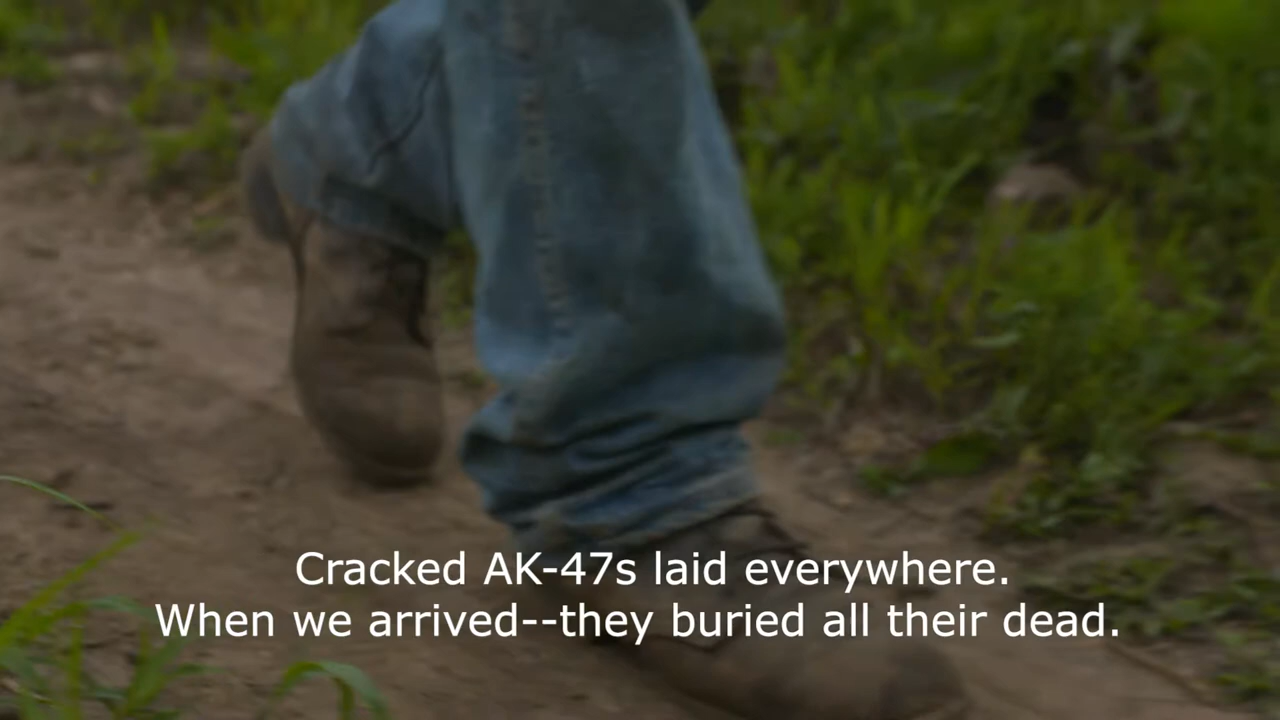 Cracked AK-47s laid everywhere.
When we arrived--they buried all their dead.